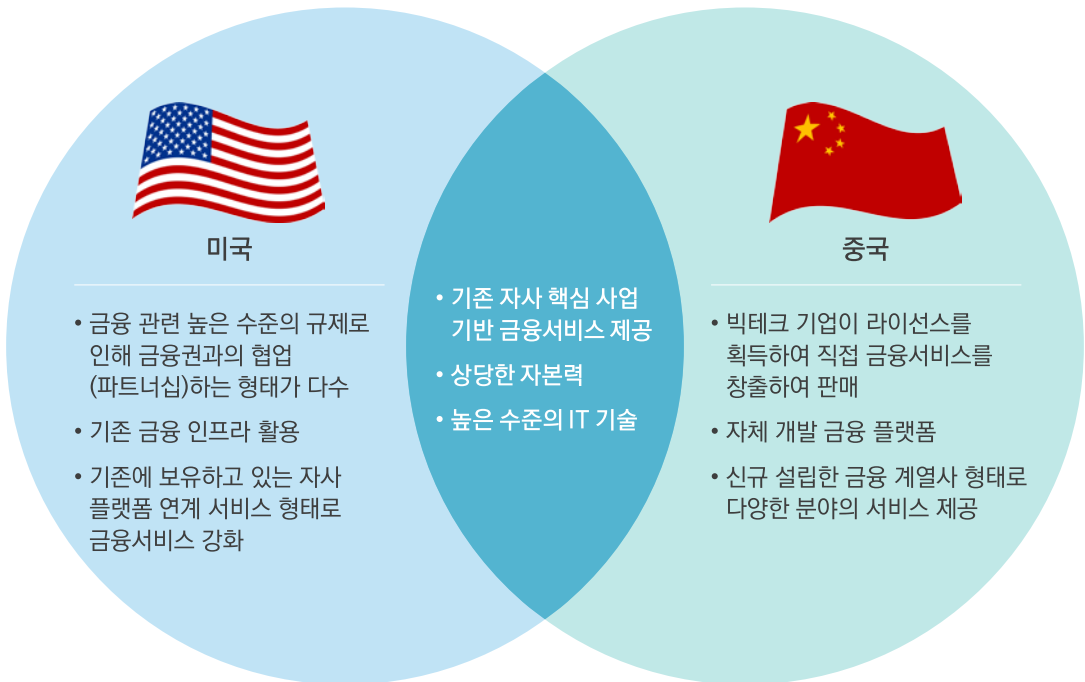 미국
• 금융 관련 높은 수준의 규제로
인해 금융권과의 협업
(파트너십)하는 형태가 다수
• 기존 금융 인프라 활용
• 기존에 보유하고 있는 자사
플랫폼 연계 서비스 형태로
금융서비스 강화
• 기존 자사 핵심 사업
기반 금융서비스 제공
• 상당한 자본력
• 높은 수준의 IT 기술
중국
• 빅테크 기업이 라이선스를
획득하여 직접 금융서비스를
창출하여 판매
• 자체 개발 금융 플랫폼
• 신규 설립한 금융 계열사 형태로
다양한 분야의 서비스 제공